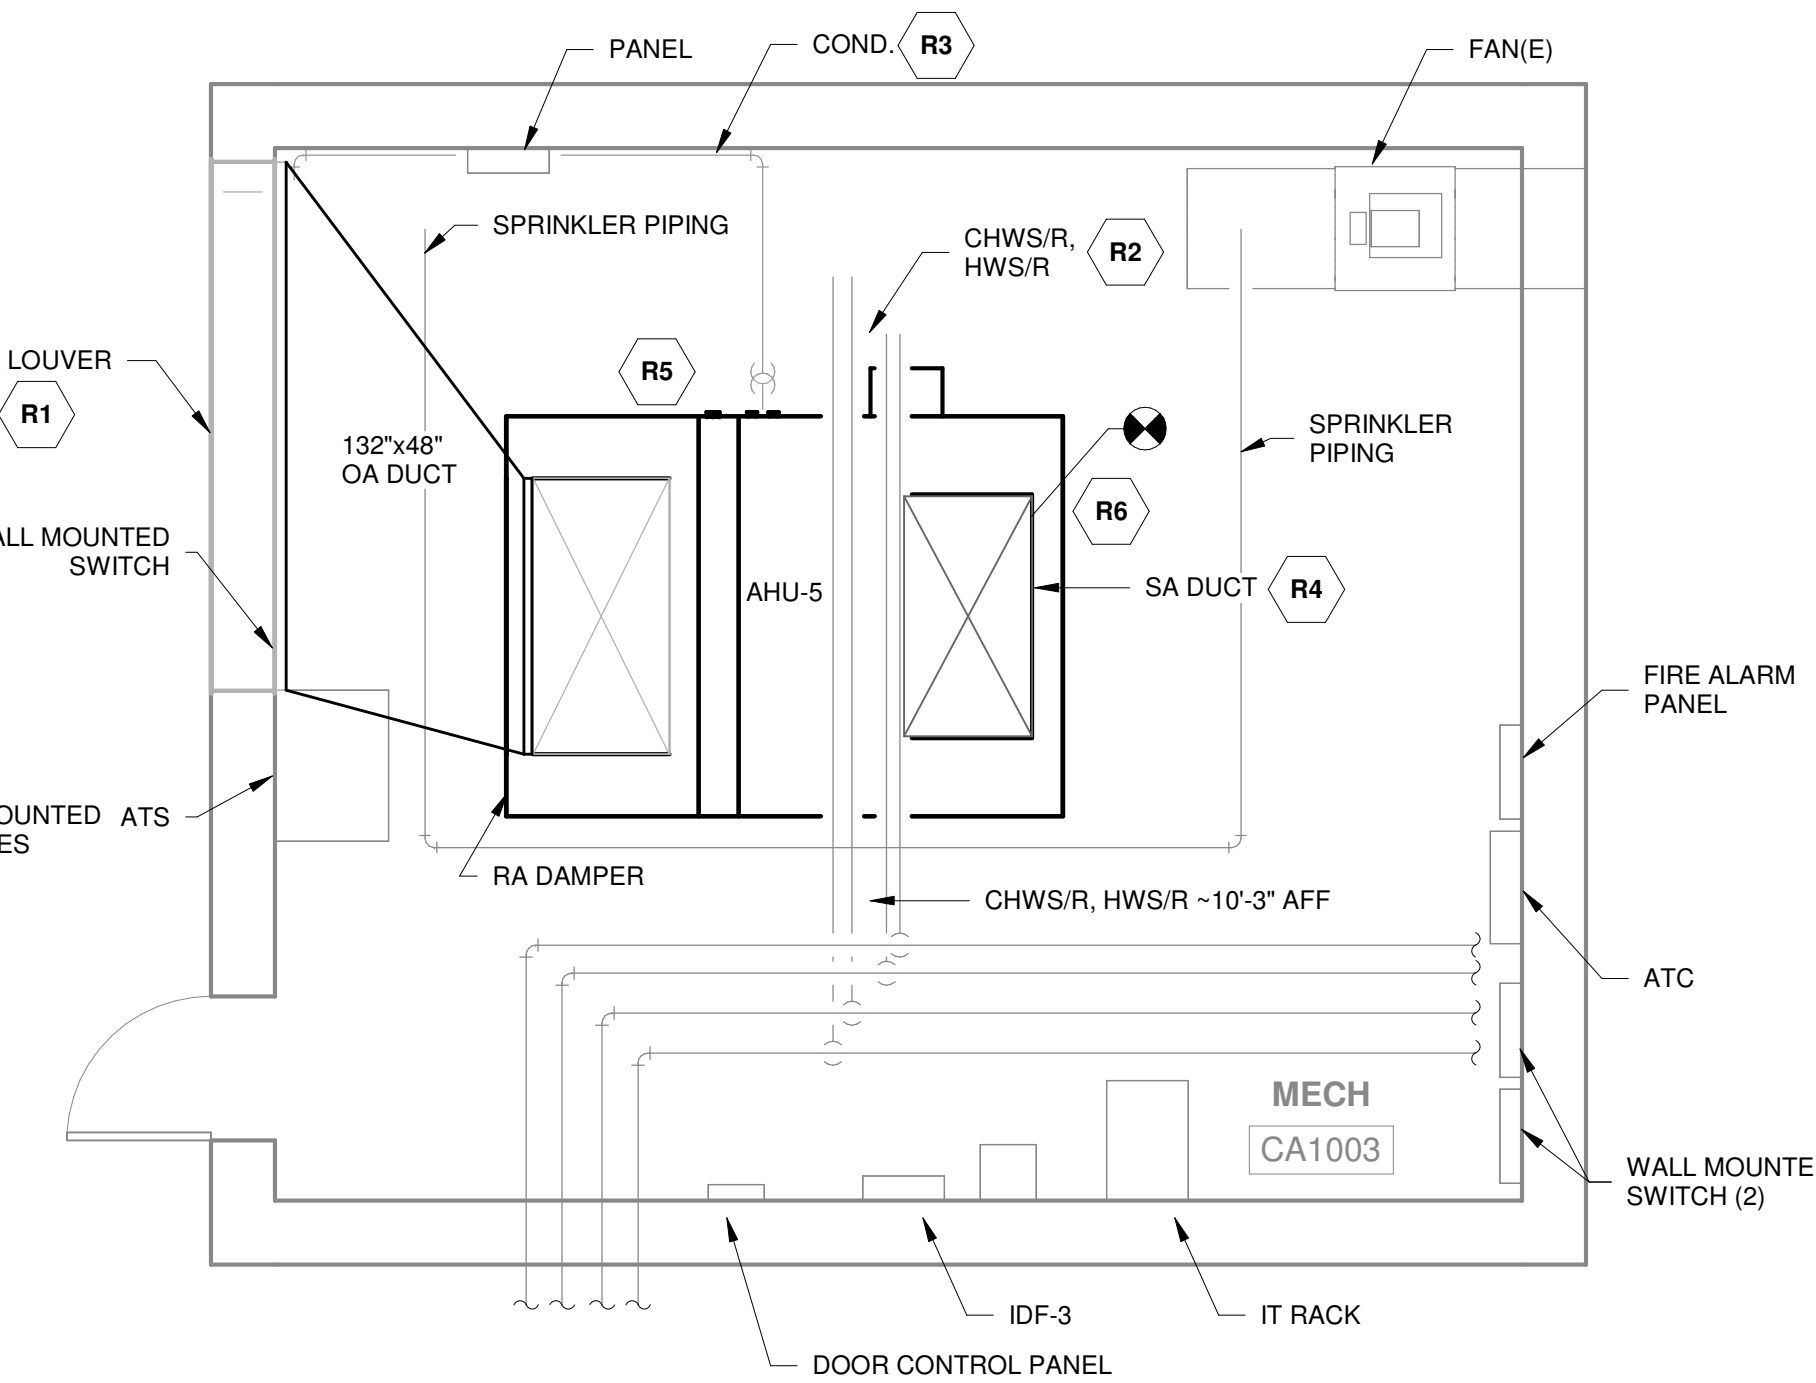 PANEL
COND.
R3
FAN(E)
SPRINKLER PIPING
CHWS/R,
HWS/R
R2
LOUVER
R1
R5
132"x48"
OA DUCT
SPRINKLER
PIPING
R6
ALL MOUNTED
SWITCH
AHU-5
SA DUCT
R4
FIRE ALARM
PANEL
OUNTED
ES
ATS
RA DAMPER
CHWS/R, HWS/R ~10'-3" AFF
ATC
MECH
CA1003
WALL MOUNTE
SWITCH (2)
IDF-3
IT RACK
DOOR CONTROL PANEL